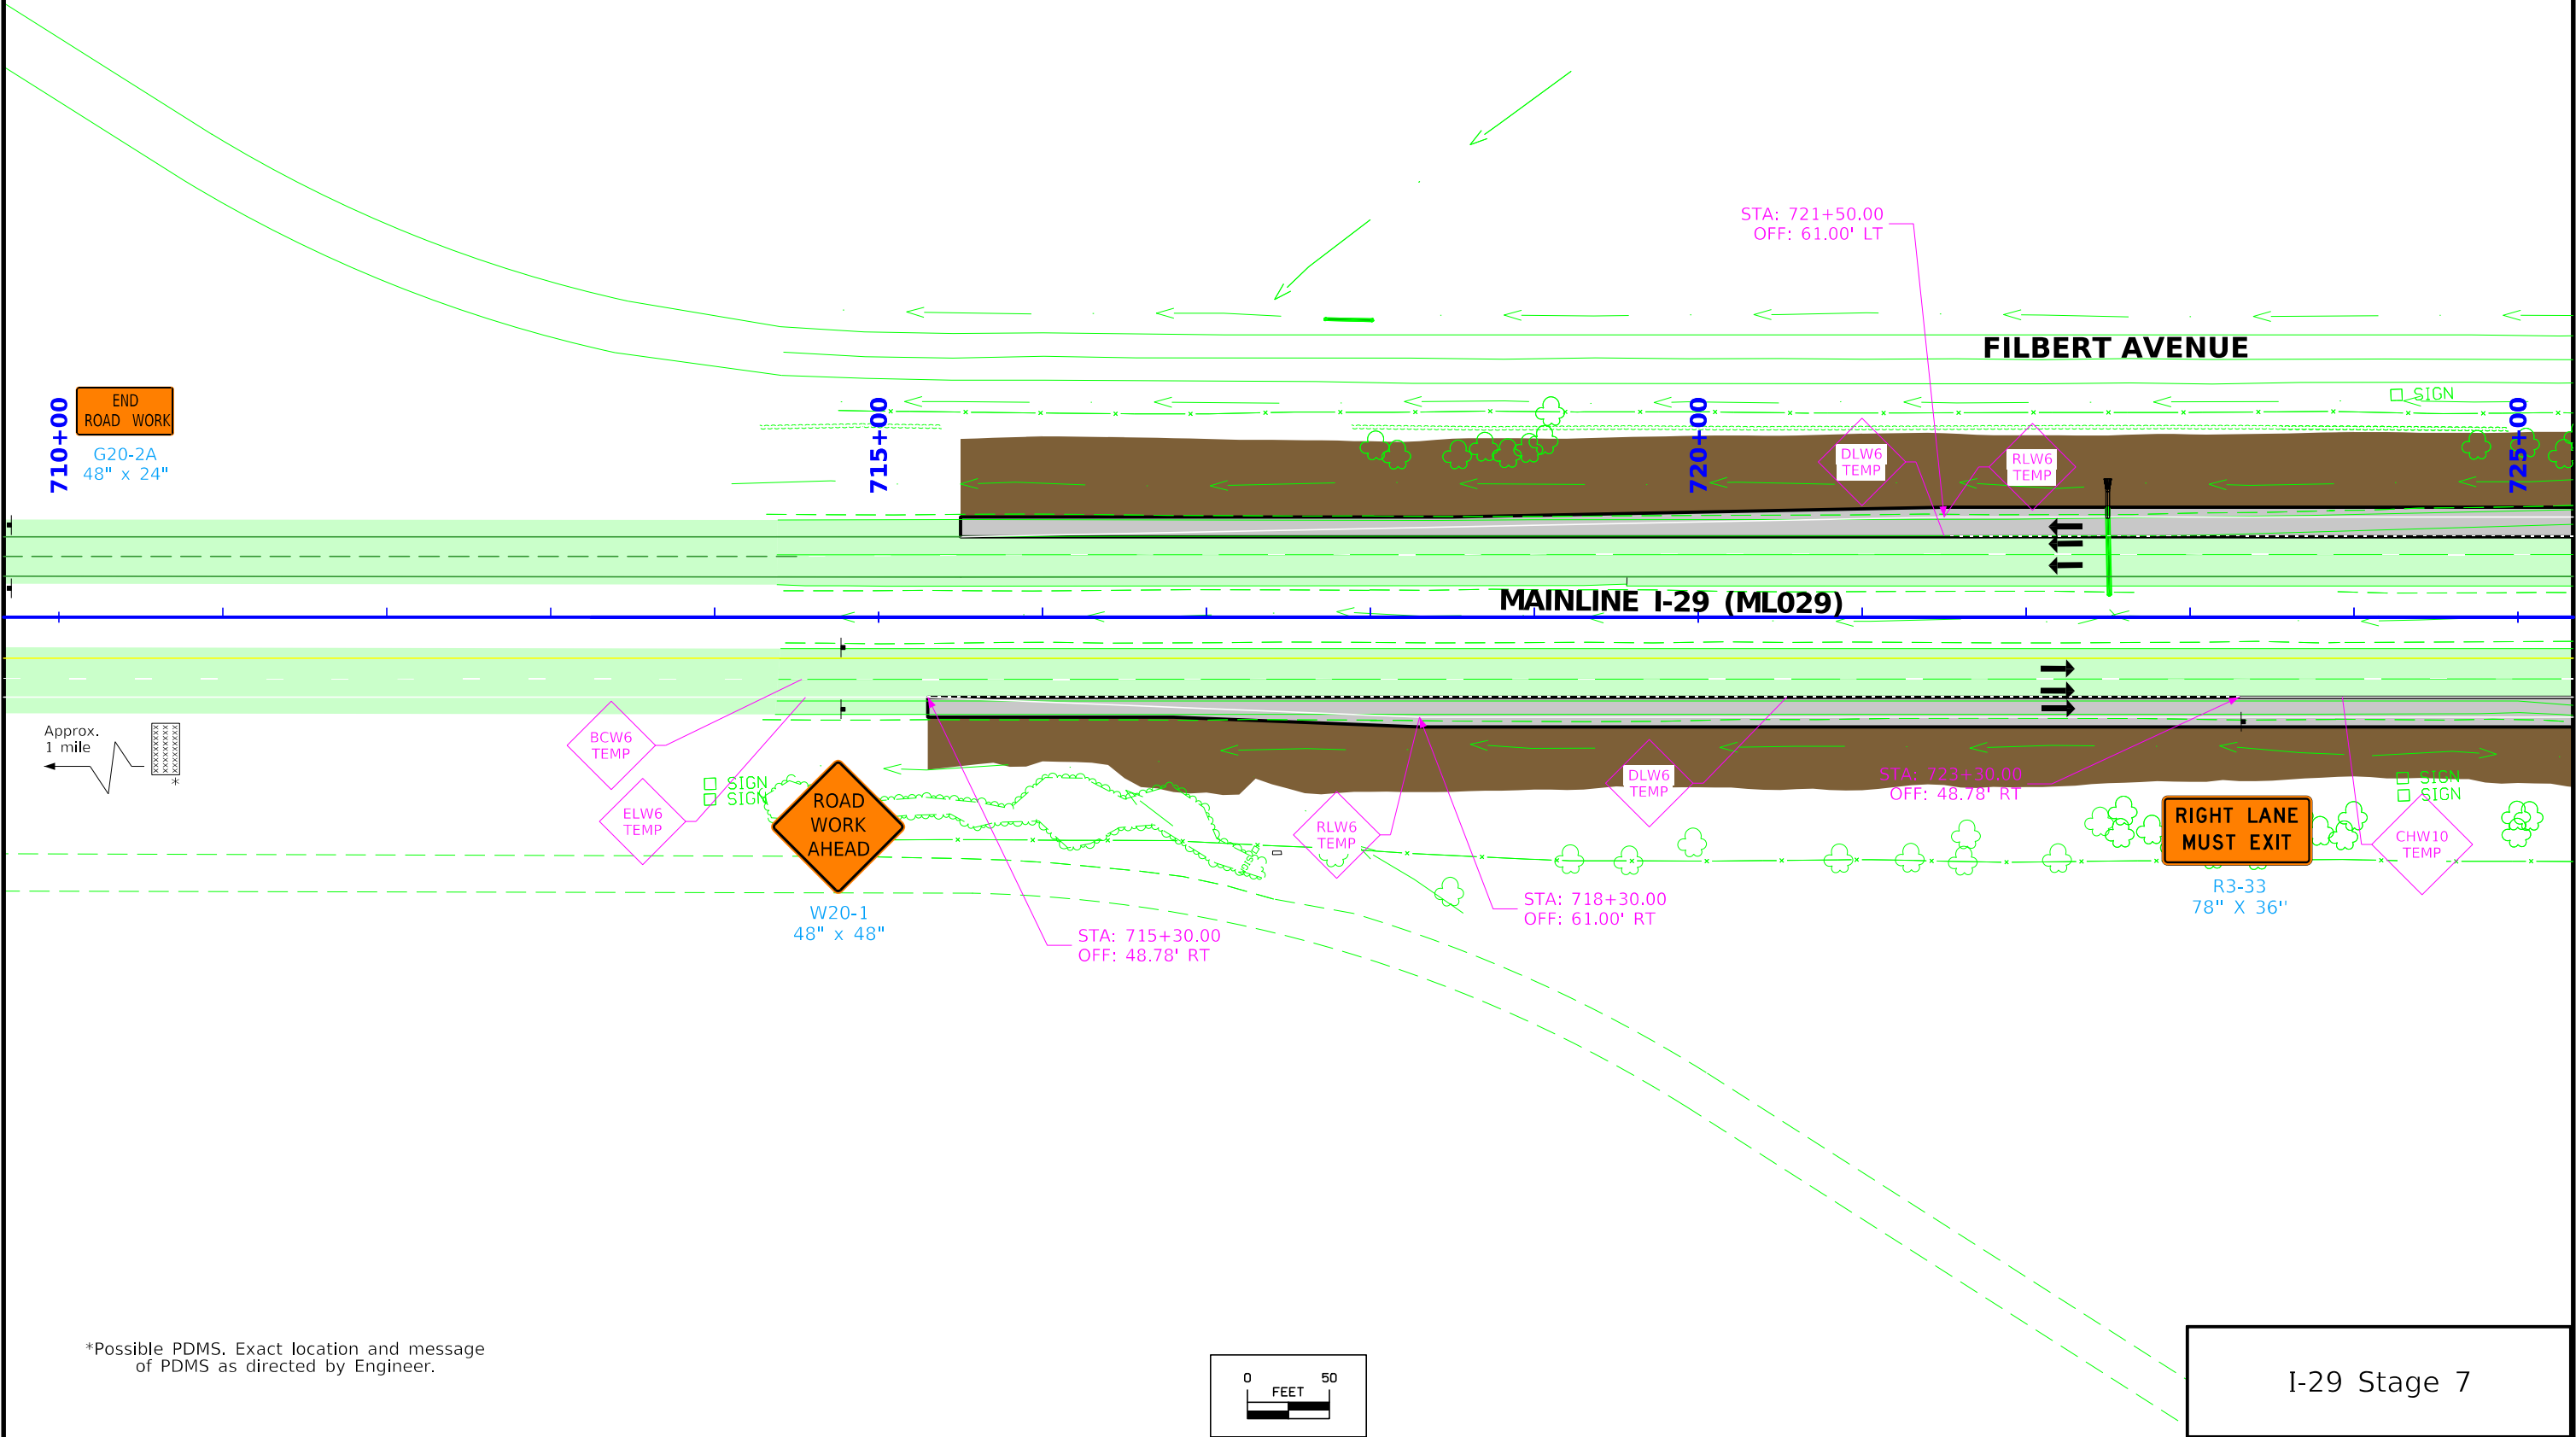 STA: 721+50.00
OFF: 61.00' LT
FILBERT AVENUE
END
ROAD WORK
G20-2A
48" x 24"
710+00
715+00
720+00
725+00
SIGN
DLW6
TEMP
RLW6
TEMP
MAINLINE I-29 (ML029)
Approx.
1 mile
*
BCW6
TEMP
ELW6
TEMP
SIGN
SIGN
ROAD
WORK
AHEAD
W20-1
48" x 48"
STA: 715+30.00
OFF: 48.78' RT
RLW6
TEMP
STA: 718+30.00
OFF: 61.00' RT
DLW6
TEMP
STA: 723+30.00
OFF: 48.78' RT
RIGHT LANE
MUST EXIT
R3-33
78" X 36''
SIGN
SIGN
CHW10
TEMP
*Possible PDMS. Exact location and message
of PDMS as directed by Engineer.
0 50
FEET
I-29 Stage 7